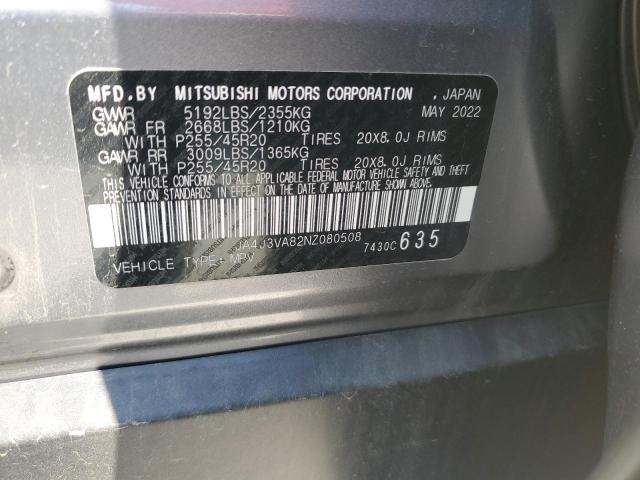 MFD.BY MITSUBISHI MOTORS CORPORATION . JAPAN
GVWR 5192LBS/2355KG MAY 2022
GAWR FR 2668LBS/1210KG
WITH P255/45R20 TIRES 20X8.0J RIMS
GAWR RR 3009LBS/1365KG
WITH P255/45R20 TIRES 20X8.0J RIMS
THIS VEHICLE CONFORMS TO ALL APPLICABLE FEDERAL MOTOR VEHICLE SAFETY AND THEFT
PREVENTION STANDARDS IN EFFECT ON THE DATE OF MANUFACTURE SHOWN ABOVE.
JA4J3VA82NZ080508 7430C 635
VEHICLE TYPE: MPV